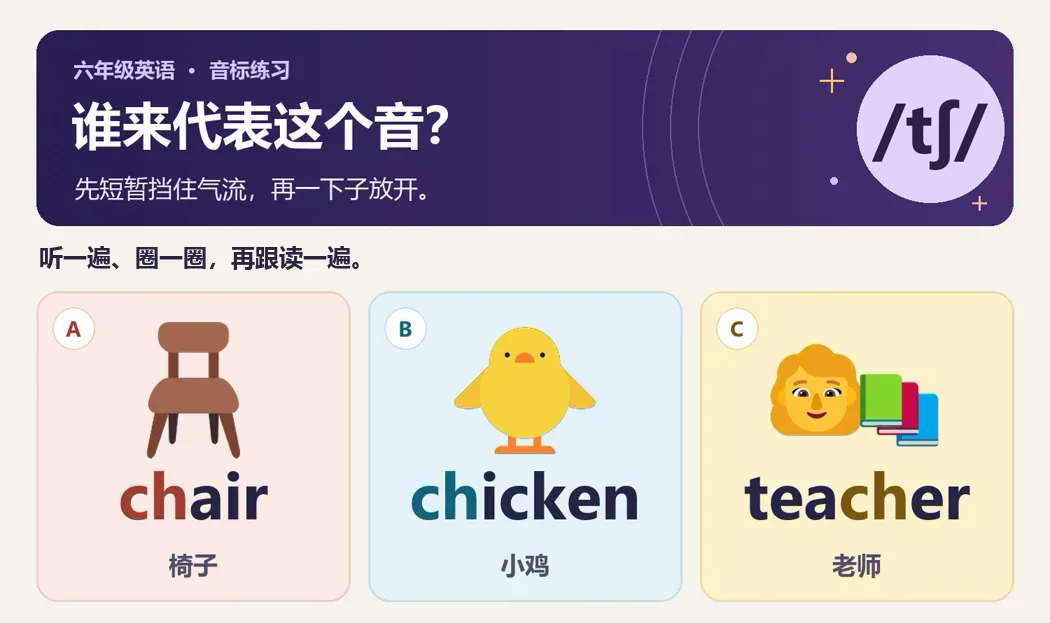 六年级英语 · 音标练习
谁来代表这个音?
先短暂挡住气流，再一下子放开。
/tʃ/
听一遍、圈一圈，再跟读一遍。
A
chair
椅子
B
chicken
小鸡
C
teacher
老师